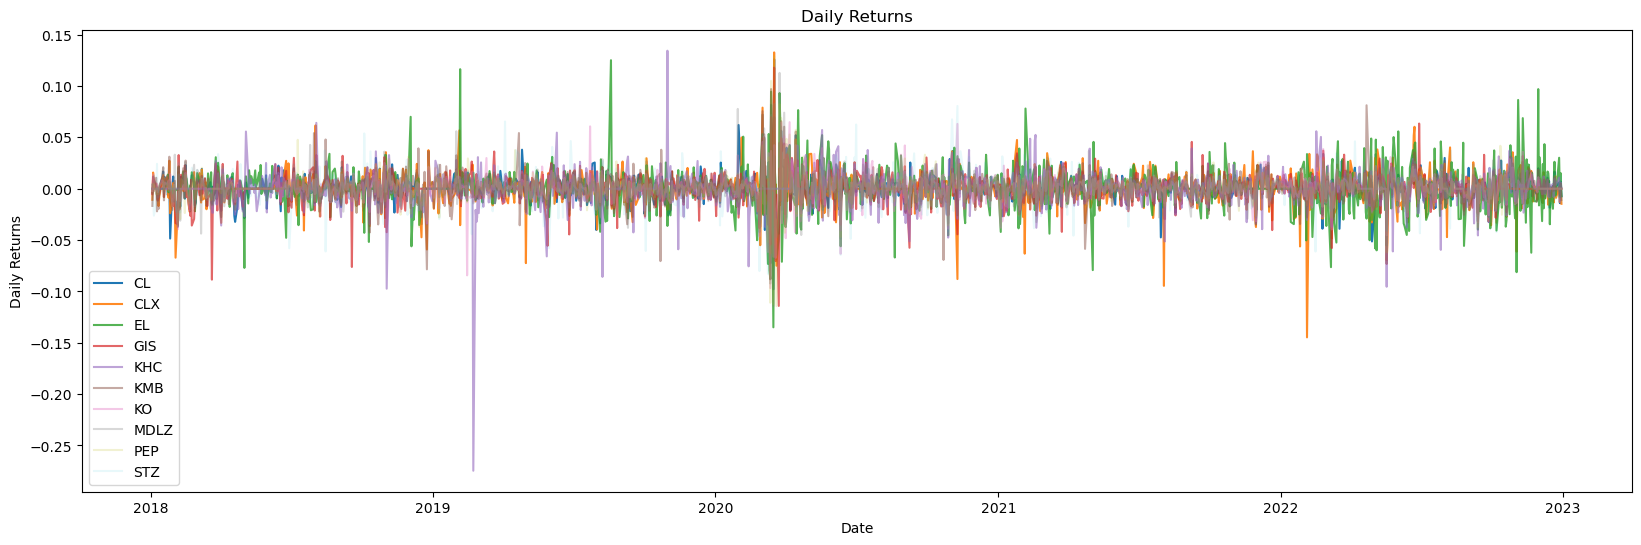 Daily Returns
0.15
0.10
0.05
0.00
−0.05
−0.10
−0.15
−0.20
−0.25
Daily Returns
CL
CLX
EL
GIS
KHC
KMB
KO
MDLZ
PEP
STZ
2018
2019
2020
2021
2022
2023
Date